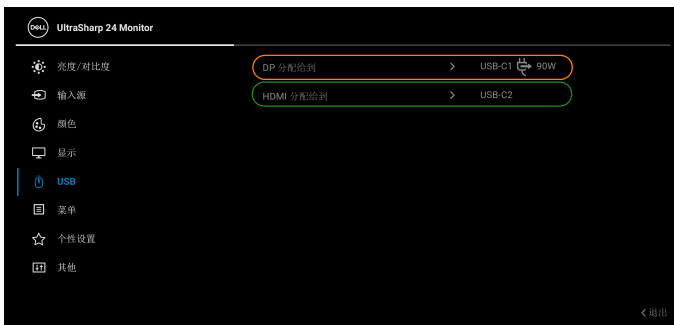 DELL
UltraSharp 24 Monitor
亮度/对比度
DP 分配给到 > USB-C1 90W
输入源
HDMI 分配给到 > USB-C2
颜色
显示
USB
菜单
个性设置
其他
退出